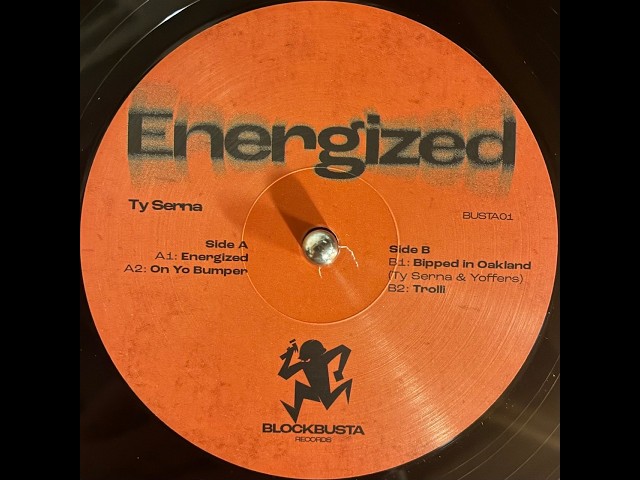 Energized
Ty Serna
BUSTA01
Side A
A1: Energized
A2: On Yo Bumper
Side B
B1: Bipped in Oakland
(Ty Serna & Yoffers)
B2: Trolli
BLOCKBUSTA
RECORDS